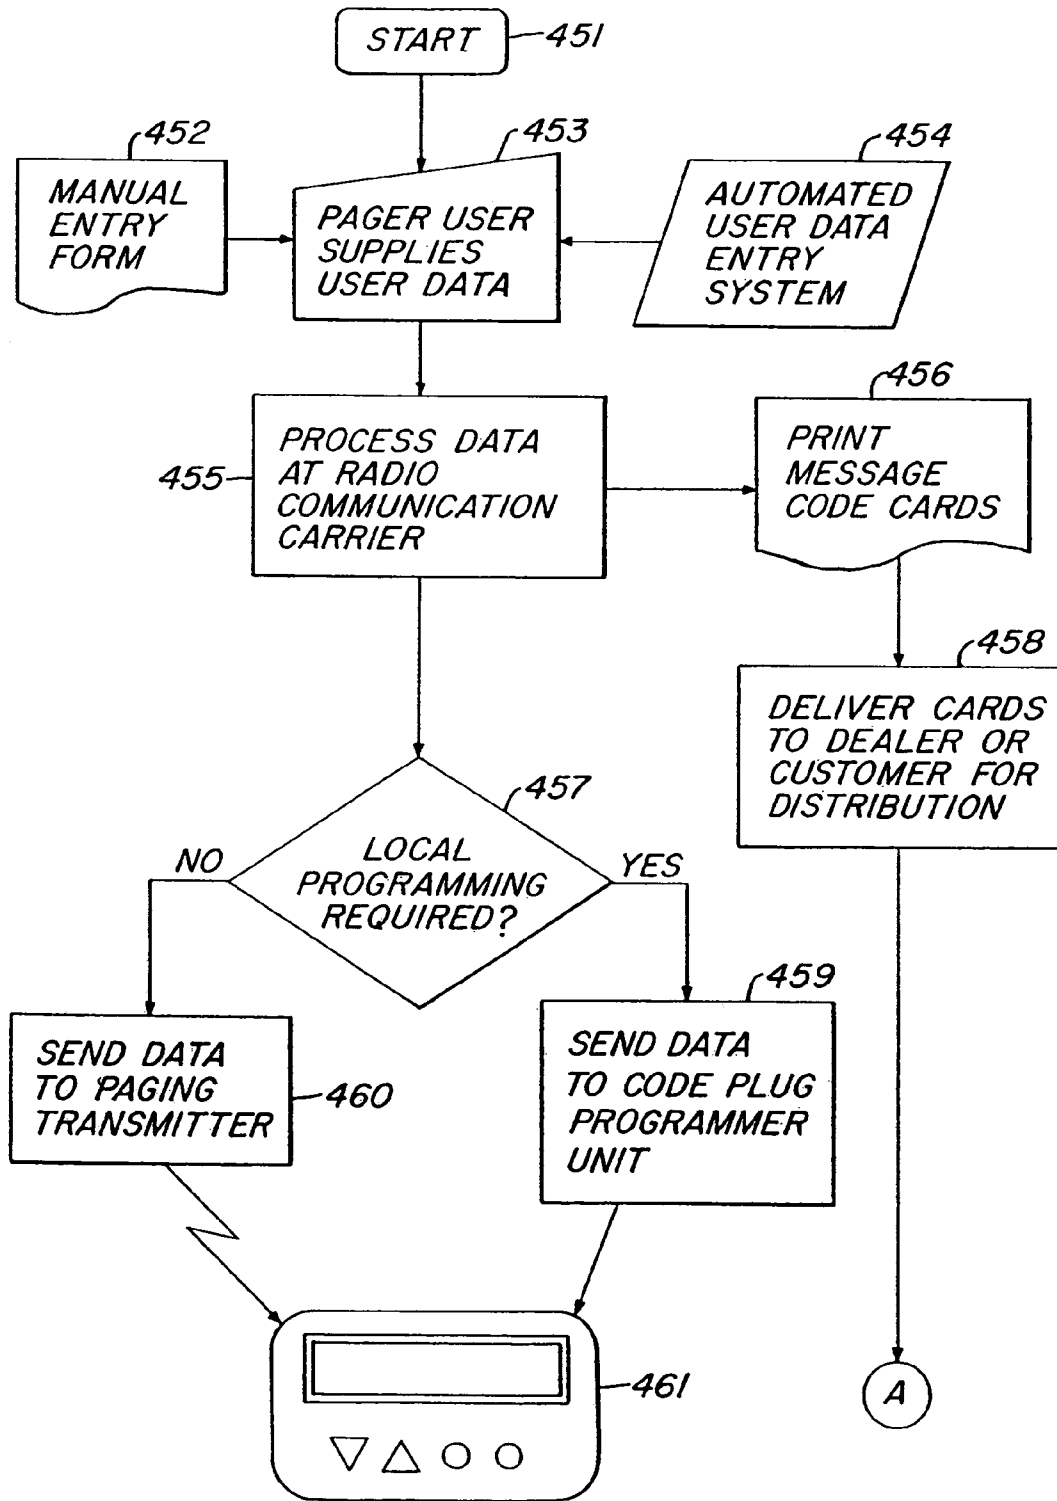 START
451
452
453
454
MANUAL
ENTRY
FORM
PAGER USER
SUPPLIES
USER DATA
AUTOMATED
USER DATA
ENTRY
SYSTEM
455
PROCESS DATA
AT RADIO
COMMUNICATION
CARRIER
456
PRINT
MESSAGE
CODE CARDS
458
DELIVER CARDS
TO DEALER OR
CUSTOMER FOR
DISTRIBUTION
457
LOCAL
PROGRAMMING
REQUIRED?
NO
YES
SEND DATA
TO PAGING
TRANSMITTER
460
459
SEND DATA
TO CODE PLUG
PROGRAMMER
UNIT
461
A